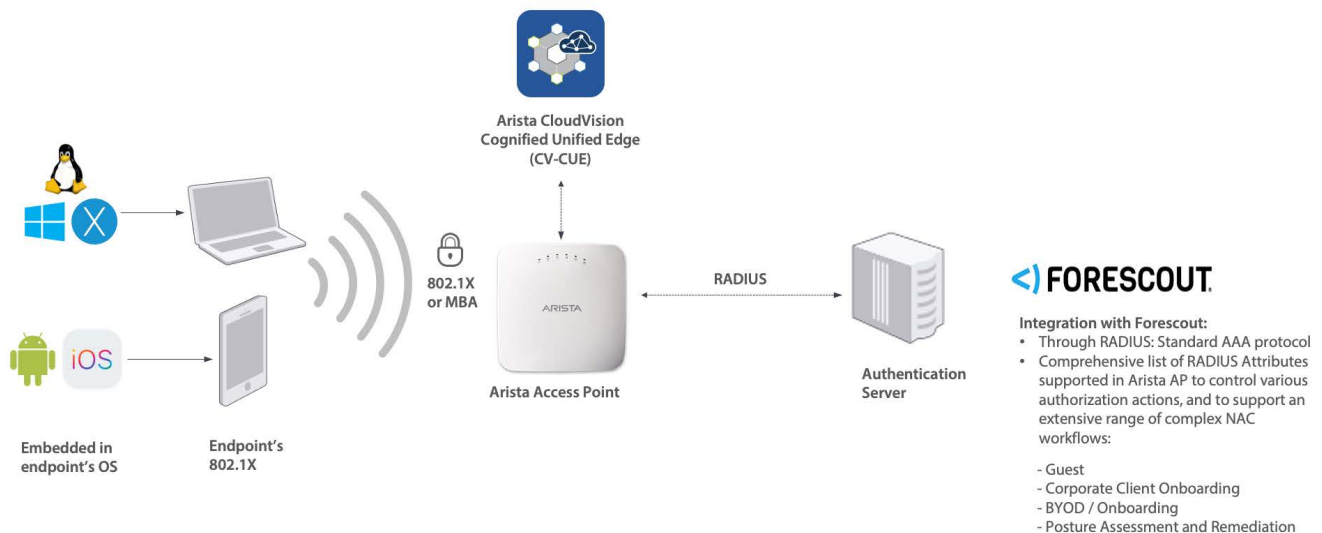 Arista CloudVision
Cognified Unified Edge
(CV-CUE)
X
iOS
Embedded in
endpoint's OS
Endpoint's
802.1X
802.1X
or MBA
ARISTA
Arista Access Point
RADIUS
Authentication
Server
FORESCOUT.
Integration with Forescout:
• Through RADIUS: Standard AAA protocol
• Comprehensive list of RADIUS Attributes
supported in Arista AP to control various
authorization actions, and to support an
extensive range of complex NAC
workflows:
- Guest
- Corporate Client Onboarding
- BYOD / Onboarding
- Posture Assessment and Remediation